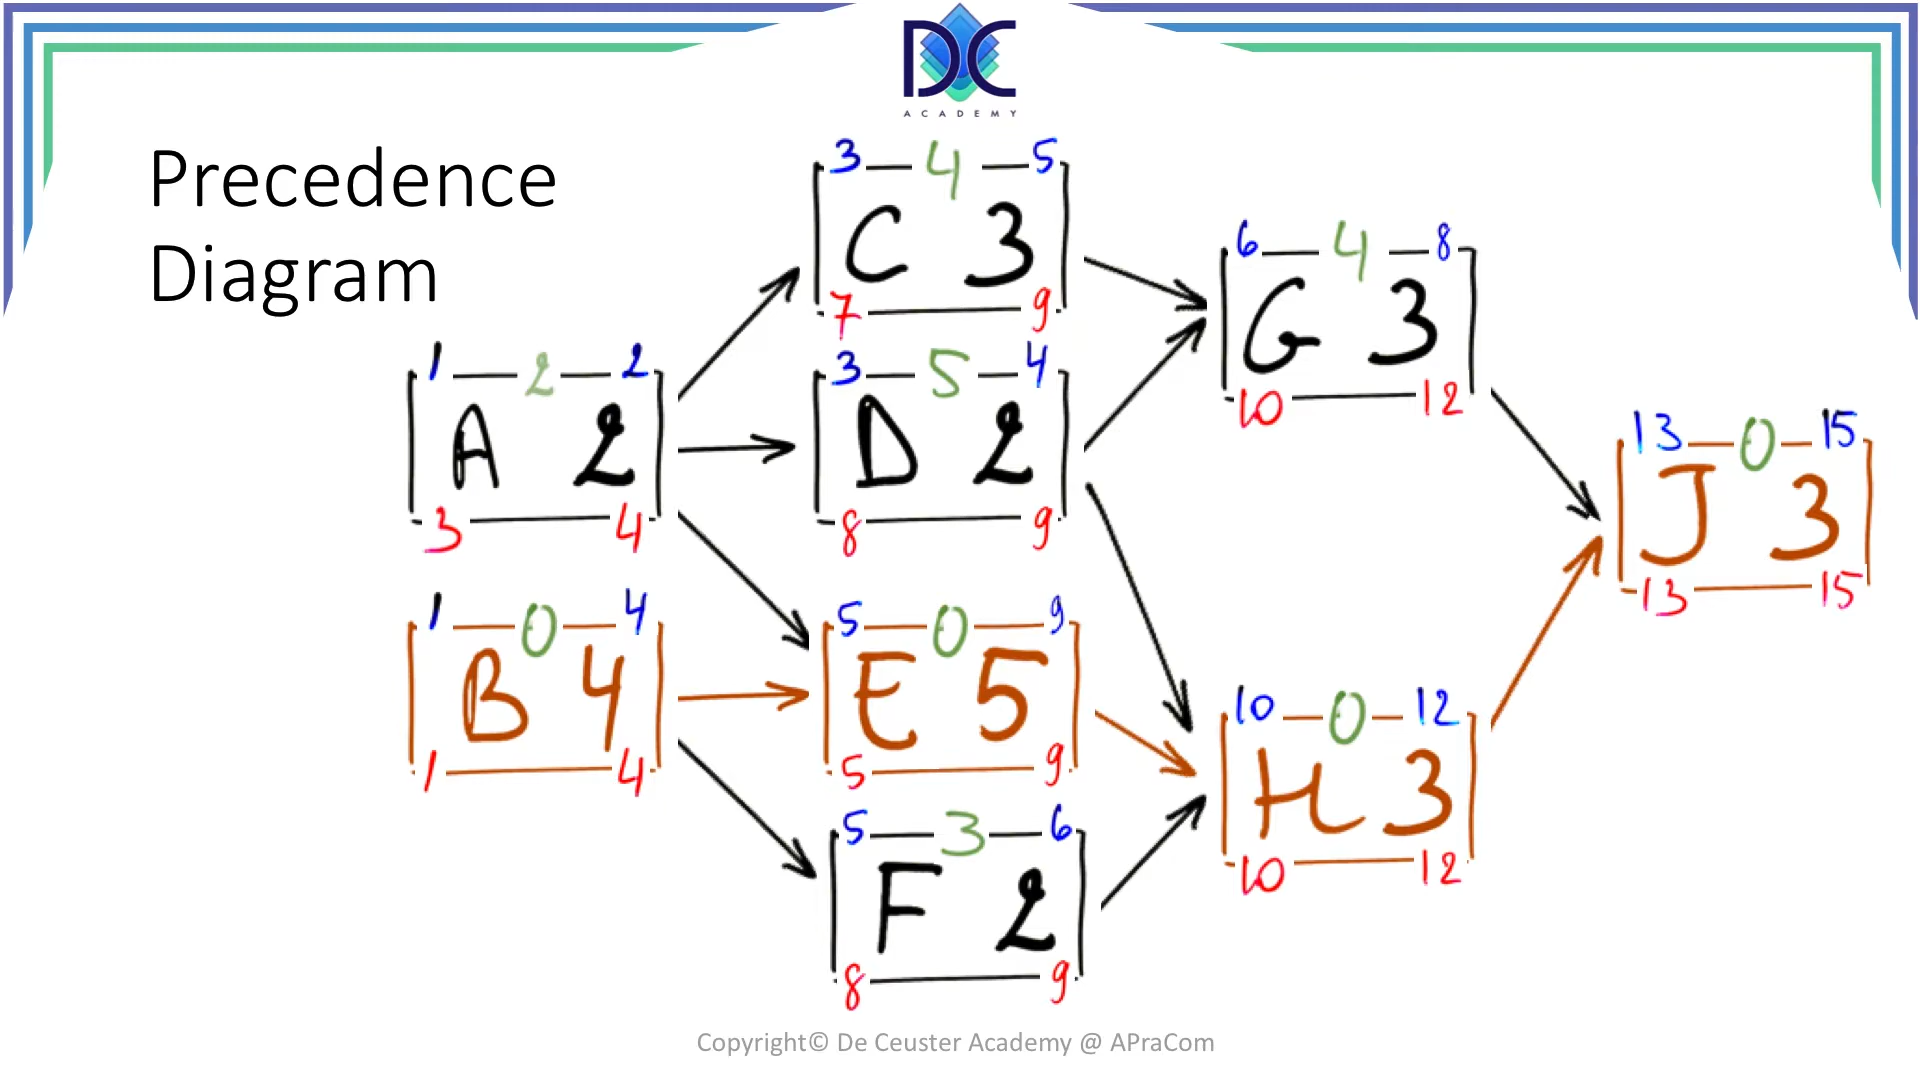 DC
ACADEMY
Precedence
Diagram
3 4 5
C 3
7 9
6 4 8
G 3
10 12
1 2 2
A 2
3 4
3 5 4
D 2
8 9
13 0 15
J 3
13 15
1 0 4
B 4
1 4
5 0 9
E 5
5 9
10 0 12
H 3
10 12
5 3 6
F 2
8 9
Copyright© De Ceuster Academy @ APraCom